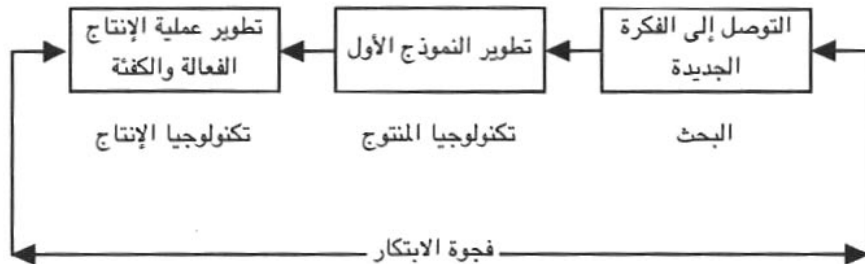 التوصل إلى الفكرة
الجديدة
تطوير النموذج الأول
تطوير عملية الإنتاج
الفعالة والكفئة
البحث
تكنولوجيا المنتوج
تكنولوجيا الإنتاج
فجوة الابتكار